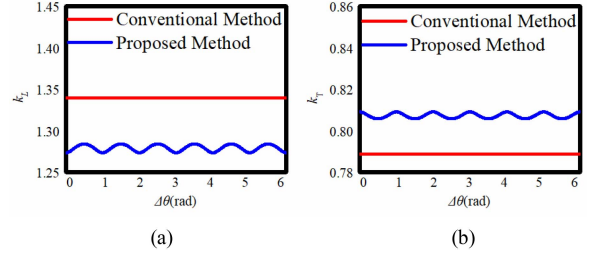 1.45
1.40
1.35
1.30
1.25
k_L
Conventional Method
Proposed Method
0 1 2 3 4 5 6
Δθ(rad)
(a)
0.86
0.84
0.82
0.80
0.78
k_T
Conventional Method
Proposed Method
0 1 2 3 4 5 6
Δθ(rad)
(b)